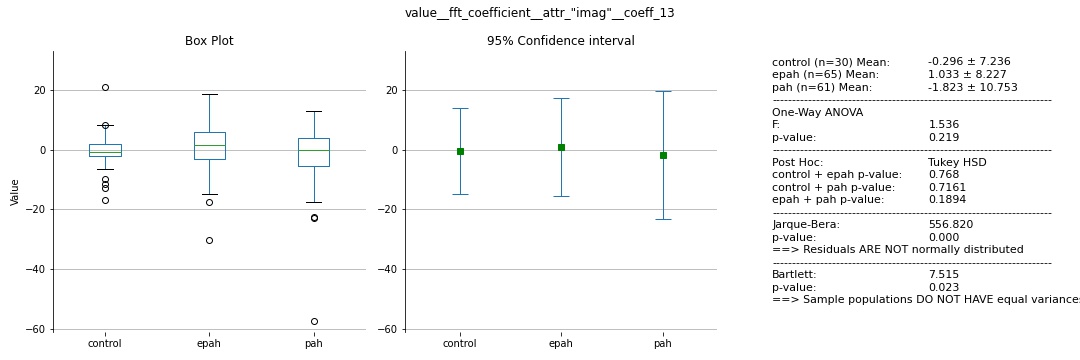 value__fft_coefficient__attr_"imag"__coeff_13
Box Plot
Value
20
0
−20
−40
−60
control
epah
pah
95% Confidence interval
20
0
−20
−40
−60
control
epah
pah
control (n=30) Mean: -0.296 ± 7.236
epah (n=65) Mean: 1.033 ± 8.227
pah (n=61) Mean: -1.823 ± 10.753
One-Way ANOVA
F: 1.536
p-value: 0.219
Post Hoc: Tukey HSD
control + epah p-value: 0.768
control + pah p-value: 0.7161
epah + pah p-value: 0.1894
Jarque-Bera: 556.820
p-value: 0.000
==> Residuals ARE NOT normally distributed
Bartlett: 7.515
p-value: 0.023
==> Sample populations DO NOT HAVE equal variances